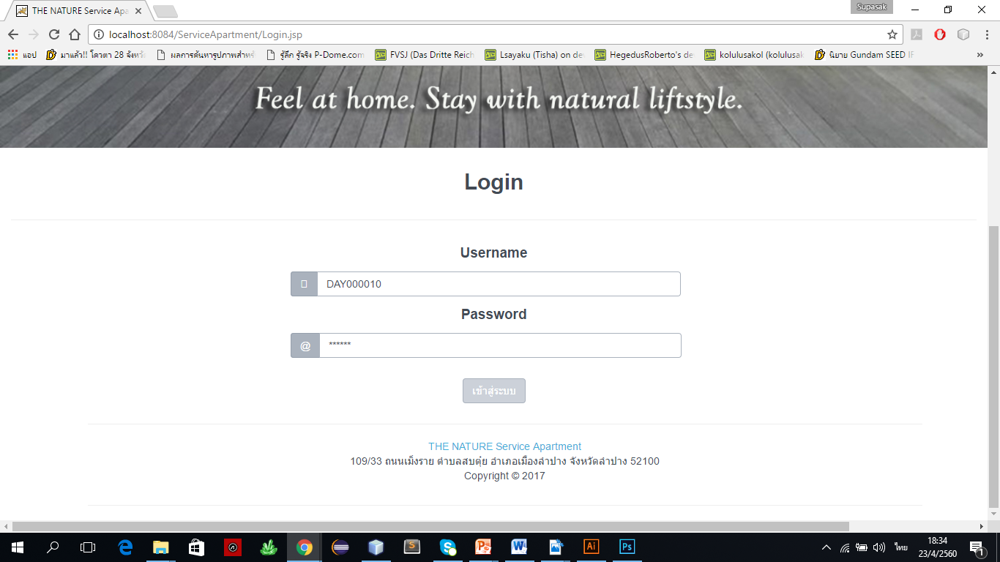 THE NATURE Service Apa
Supasak
localhost:8084/ServiceApartment/Login.jsp
แอป
มาแล้ว!! โควตา 28 จังหวั
ผลการค้นหารูปภาพสำหรั
รู้ลึก รู้จริง P-Dome.com
FVSJ (Das Dritte Reich
Lsayaku (Tisha) on de
HegedusRoberto's de
kolulusakol (kolulusak
นิยาย Gundam SEED IF
Feel at home. Stay with natural liftstyle.
Login
Username
DAY000010
Password
@ ******
เข้าสู่ระบบ
THE NATURE Service Apartment
109/33 ถนนเม็งราย ตำบลสบตุ๋ย อำเภอเมืองลำปาง จังหวัดลำปาง 52100
Copyright © 2017
ไทย
18:34
23/4/2560
1